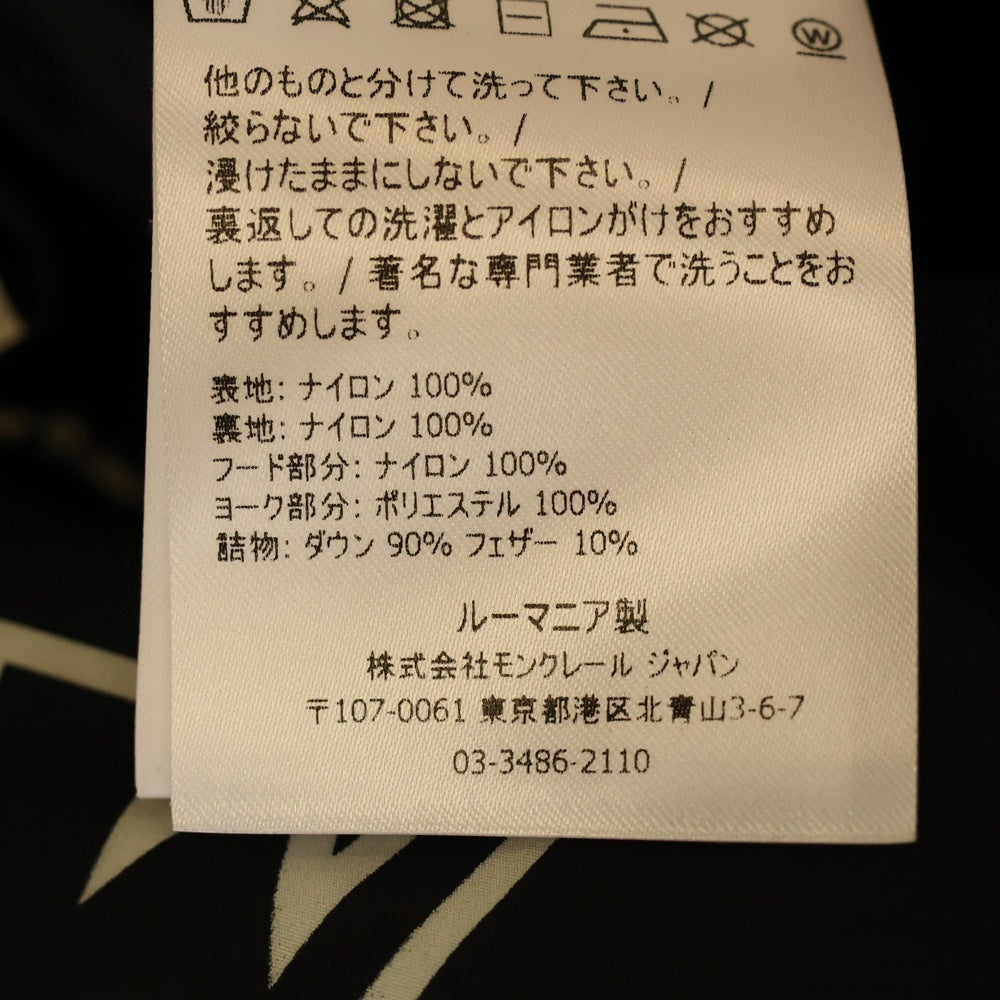 他のものと分けて洗って下さい。/
絞らないで下さい。/
浸けたままにしないで下さい。/
裏返しての洗濯とアイロンがけをおすすめ
します。/ 著名な専門業者で洗うことをお
すすめします。
表地: ナイロン 100%
裏地: ナイロン 100%
フード部分: ナイロン 100%
ヨーク部分: ポリエステル 100%
詰物: ダウン 90% フェザー 10%
ルーマニア製
株式会社モンクレール ジャパン
〒107-0061 東京都港区北青山3-6-7
03-3486-2110